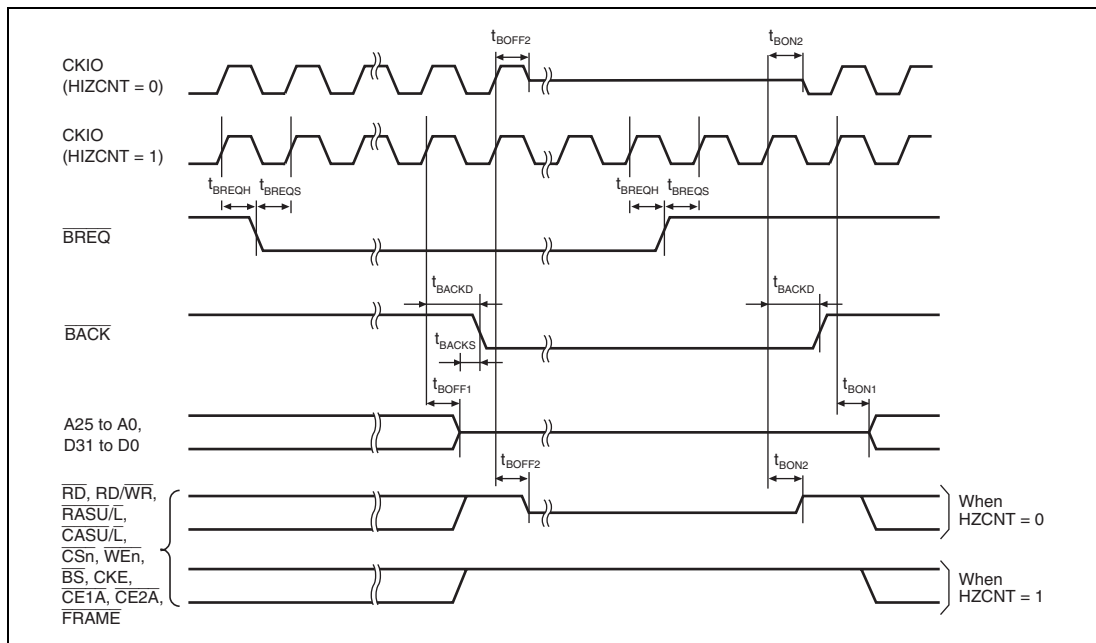 tBOFF2 tBON2
CKIO
(HIZCNT = 0)
CKIO
(HIZCNT = 1)
tBREQH tBREQS tBREQH tBREQS
BREQ
tBACKD tBACKD
BACK
tBACKS
tBOFF1 tBON1
A25 to A0,
D31 to D0
tBOFF2 tBON2
RD, RD/WR,
RASU/L,
CASU/L
CSn, WEn,
BS, CKE,
CE1A, CE2A,
FRAME
When
HZCNT = 0
When
HZCNT = 1